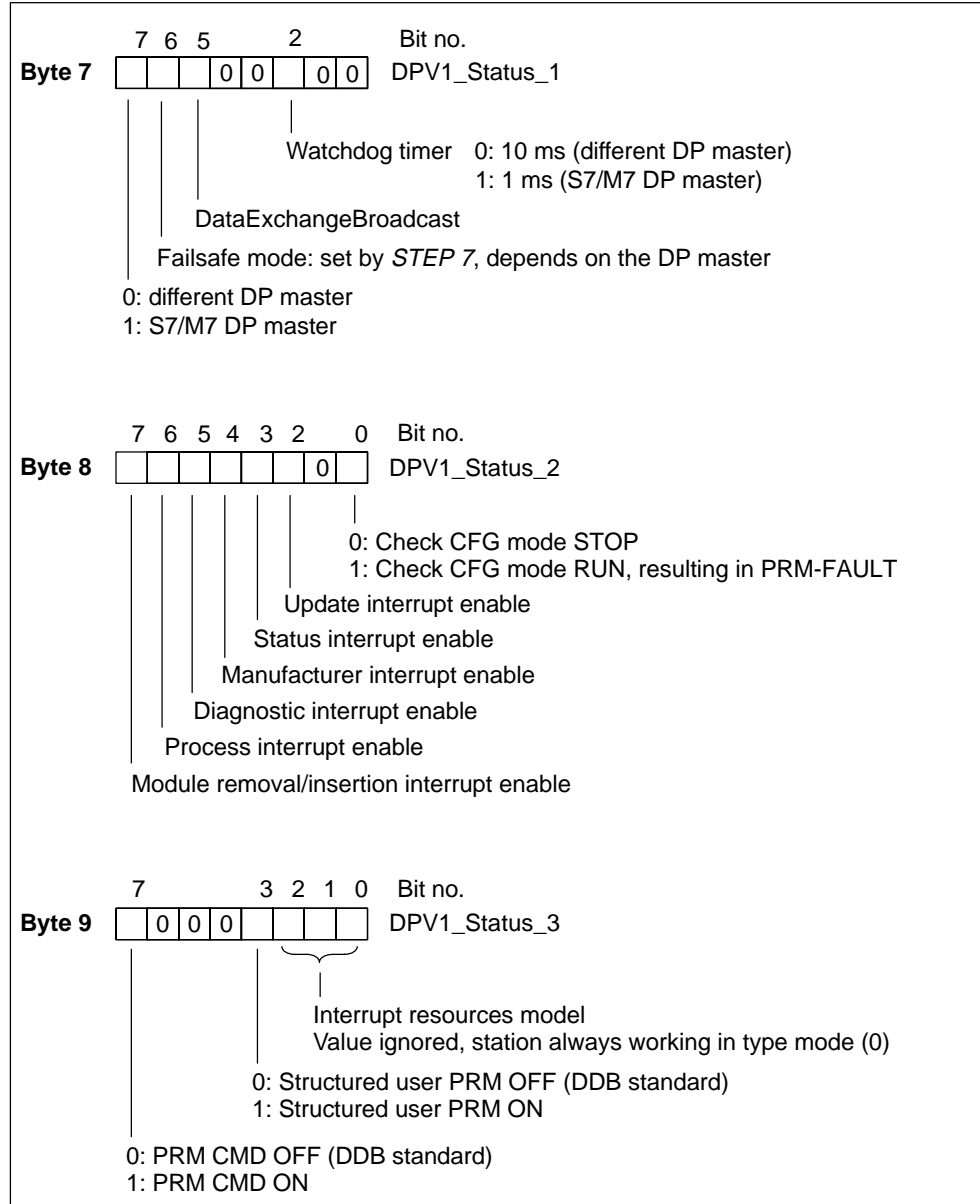 7 6 5 2 Bit no.
Byte 7 0 0 0 0 DPV1_Status_1
Watchdog timer 0: 10 ms (different DP master)
1: 1 ms (S7/M7 DP master)
DataExchangeBroadcast
Failsafe mode: set by STEP 7, depends on the DP master
0: different DP master
1: S7/M7 DP master
7 6 5 4 3 2 0 Bit no.
Byte 8 0 DPV1_Status_2
0: Check CFG mode STOP
1: Check CFG mode RUN, resulting in PRM-FAULT
Update interrupt enable
Status interrupt enable
Manufacturer interrupt enable
Diagnostic interrupt enable
Process interrupt enable
Module removal/insertion interrupt enable
7 3 2 1 0 Bit no.
Byte 9 0 0 0 DPV1_Status_3
Interrupt resources model
Value ignored, station always working in type mode (0)
0: Structured user PRM OFF (DDB standard)
1: Structured user PRM ON
0: PRM CMD OFF (DDB standard)
1: PRM CMD ON